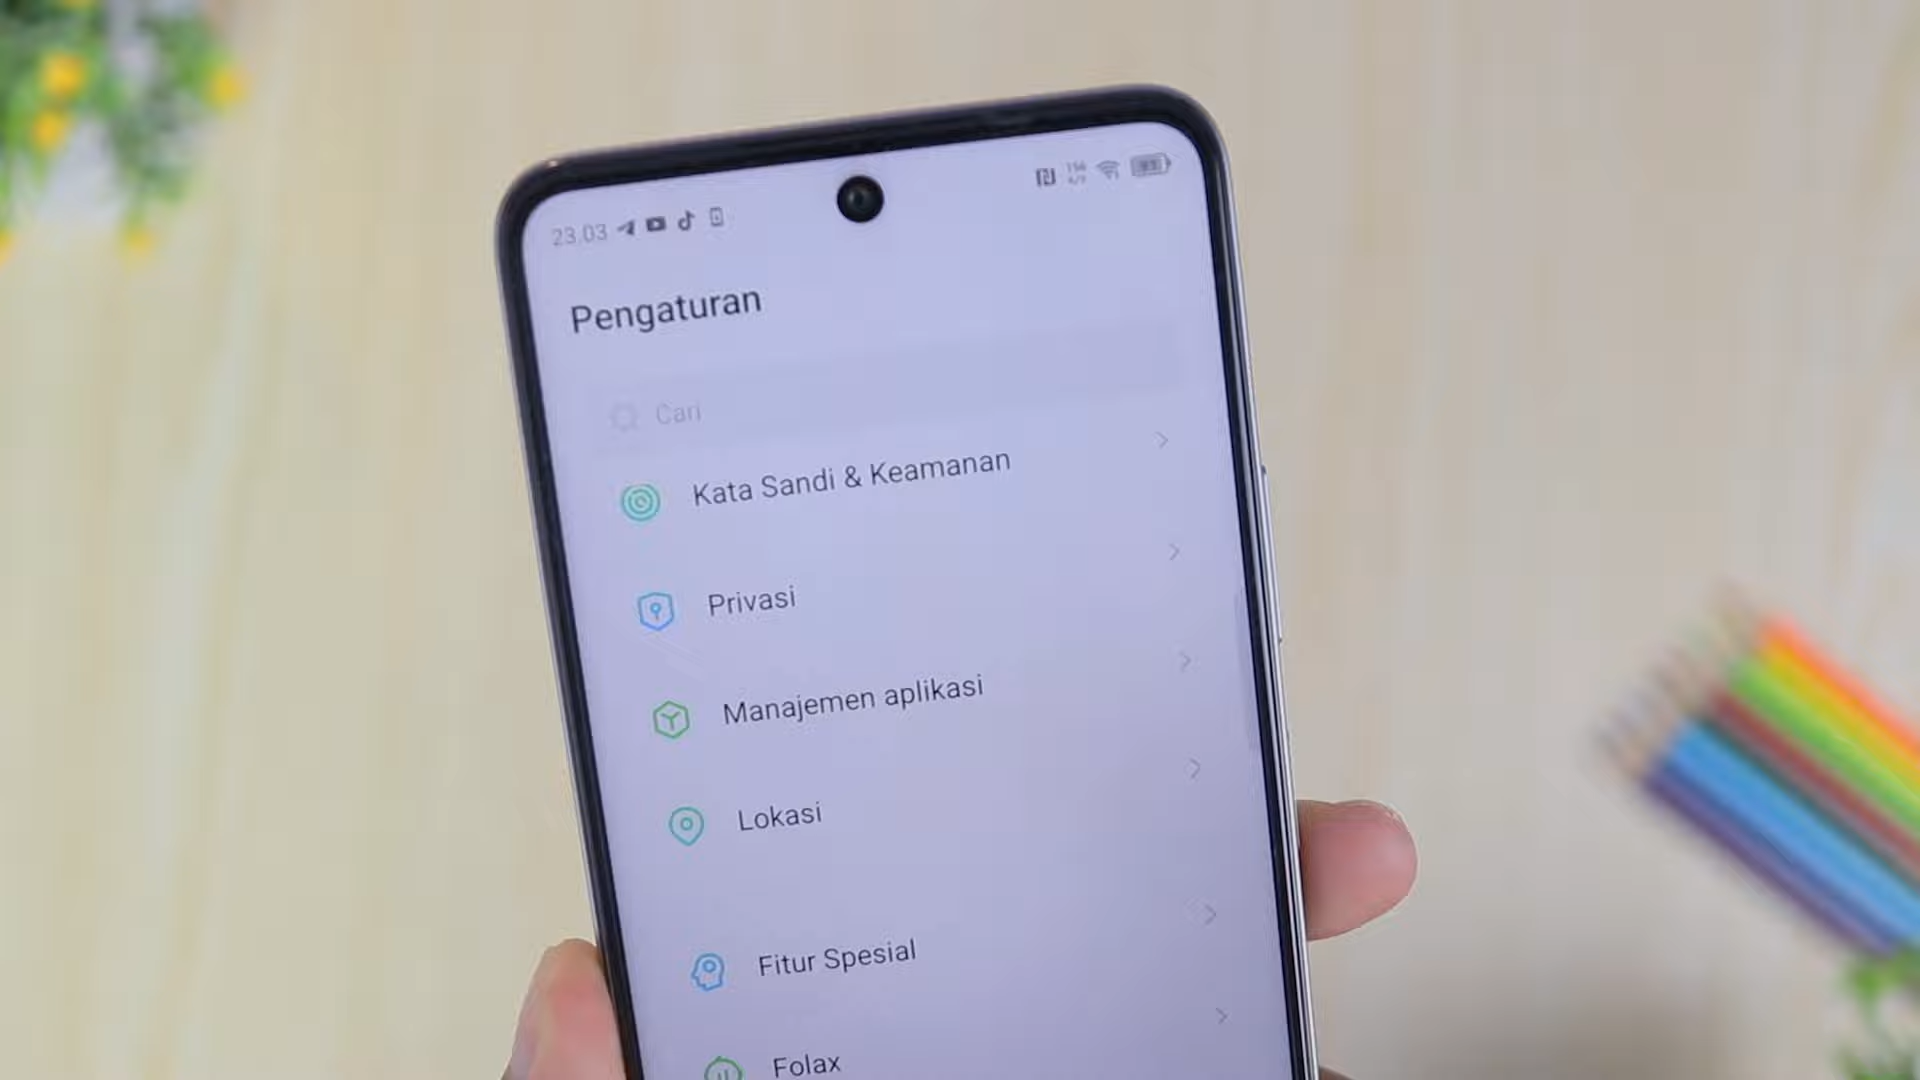 23.03
Pengaturan
Cari
Kata Sandi & Keamanan
Privasi
Manajemen aplikasi
Lokasi
Fitur Spesial
Folax